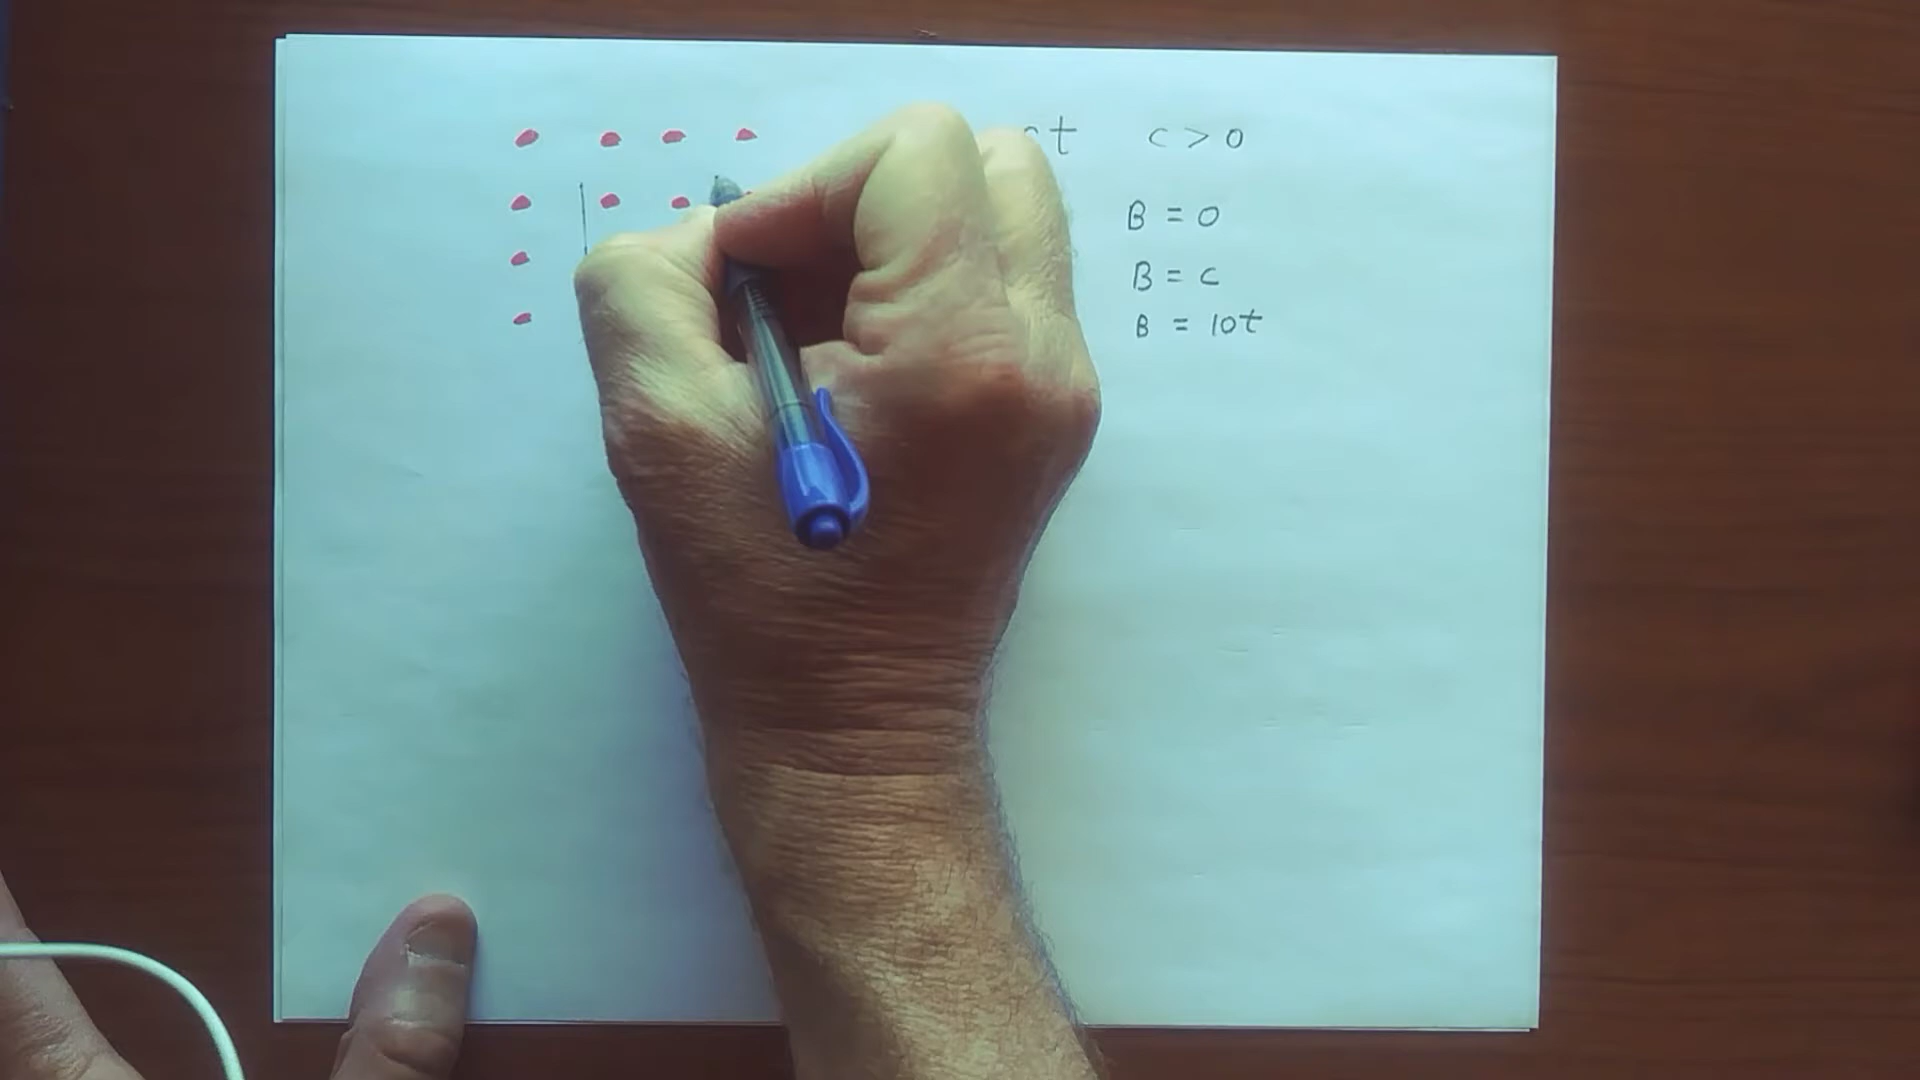 t c > 0
B = 0
B = c
B = 10t